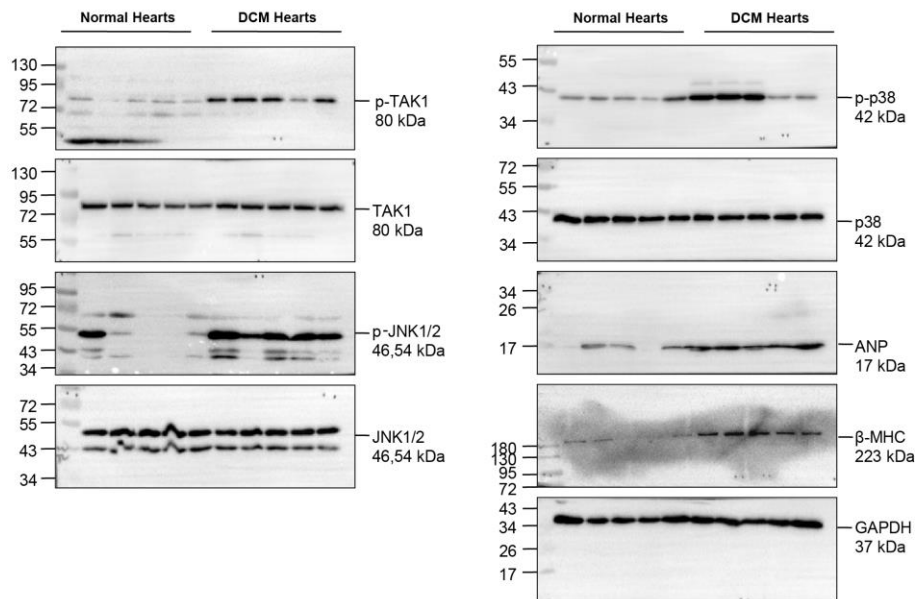 Normal Hearts DCM Hearts
130
95
72
55
p-TAK1
80 kDa
130
95
72
55
TAK1
80 kDa
95
72
55
43
34
p-JNK1/2
46,54 kDa
72
55
43
34
JNK1/2
46,54 kDa
Normal Hearts DCM Hearts
55
43
34
p-p38
42 kDa
72
55
43
34
p38
42 kDa
34
26
17
ANP
17 kDa
180
130
95
72
β-MHC
223 kDa
43
34
26
17
GAPDH
37 kDa